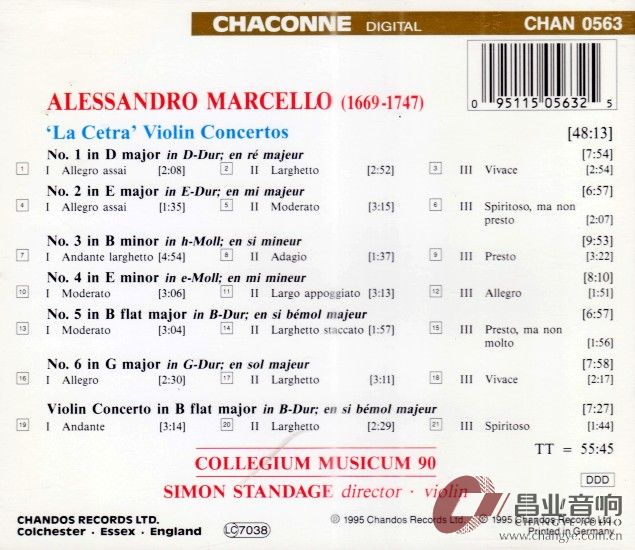 CHACONNE DIGITAL CHAN 0563
0 95115 05632 5
ALESSANDRO MARCELLO (1669-1747)
‘La Cetra’ Violin Concertos [48:13]
No. 1 in D major in D-Dur; en ré majeur [7:54]
1 I Allegro assai [2:08] 2 II Larghetto [2:52] 3 III Vivace [2:54]
No. 2 in E major in E-Dur; en mi majeur [6:57]
4 I Allegro assai [1:35] 5 II Moderato [3:15] 6 III Spiritoso, ma non
presto [2:07]
No. 3 in B minor in h-Moll; en si mineur [9:53]
7 I Andante larghetto [4:54] 8 II Adagio [1:37] 9 III Presto [3:22]
No. 4 in E minor in e-Moll; en mi mineur [8:10]
10 I Moderato [3:06] 11 II Largo appoggiato [3:13] 12 III Allegro [1:51]
No. 5 in B flat major in B-Dur; en si bémol majeur [6:57]
13 I Moderato [3:04] 14 II Larghetto staccato [1:57] 15 III Presto, ma non
molto [1:56]
No. 6 in G major in G-Dur; en sol majeur [7:58]
16 I Allegro [2:30] 17 II Larghetto [3:11] 18 III Vivace [2:17]
Violin Concerto in B flat major in B-Dur; en si bémol majeur [7:27]
19 I Andante [3:14] 20 II Larghetto [2:29] 21 III Spiritoso [1:44]
TT = 55:45
COLLEGIUM MUSICUM 90
SIMON STANDAGE director · violin
DDD
昌业音响
CHANGYE AUDIO
www.changye.com.cn
CHANDOS RECORDS LTD.
Colchester · Essex · England
LC7038
℗ 1995 Chandos Records Ltd. © 1995 Chandos Records Ltd.
Printed in Germany